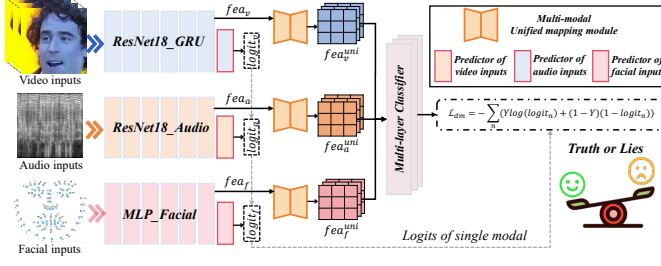 Video inputs
ResNet18_GRU
fea_v
logit_v
fea_v^uni
Audio inputs
ResNet18_Audio
fea_a
logit_a
fea_a^uni
Facial inputs
MLP_Facial
fea_f
logit_f
fea_f^uni
Multi-layer Classifier
Multi-modal
Unified mapping module
Predictor of
video inputs
Predictor of
audio inputs
Predictor of
facial input
ℒ_dm = −∑_n(Ylog(logit_n) + (1 − Y)(1 − logit_n))
Truth or Lies
Logits of single modal